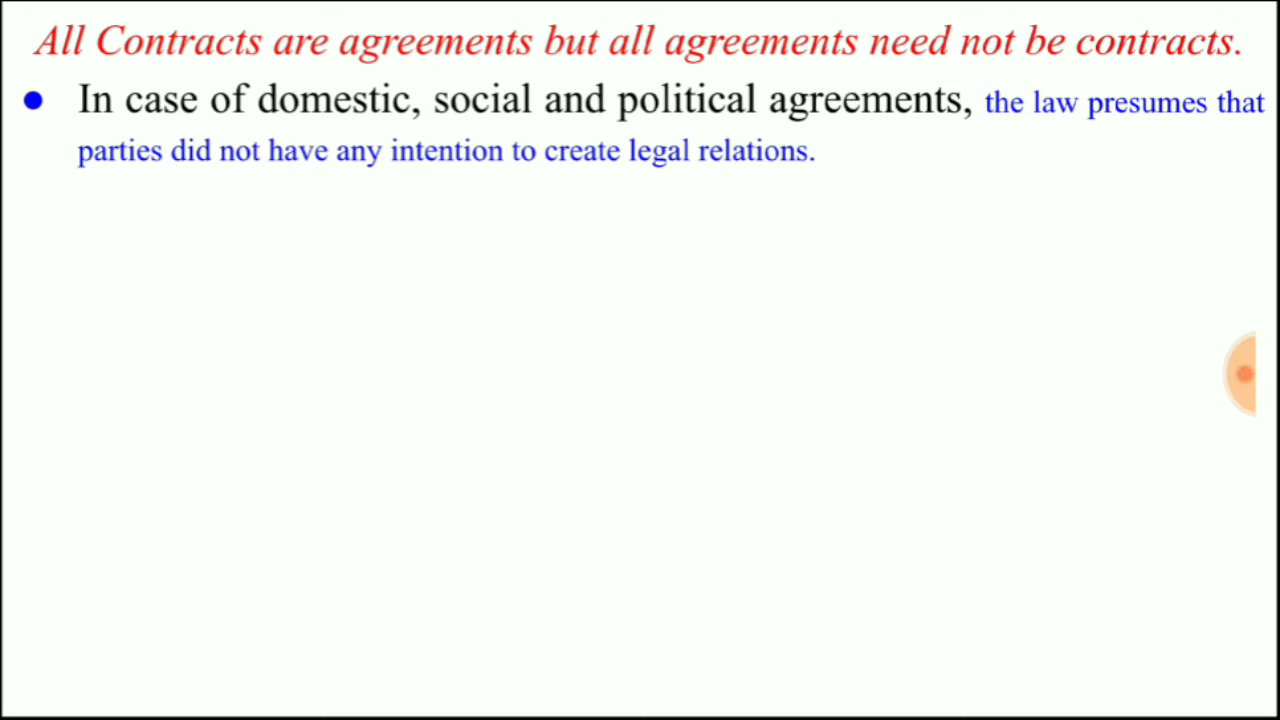 All Contracts are agreements but all agreements need not be contracts.
● In case of domestic, social and political agreements, the law presumes that
parties did not have any intention to create legal relations.